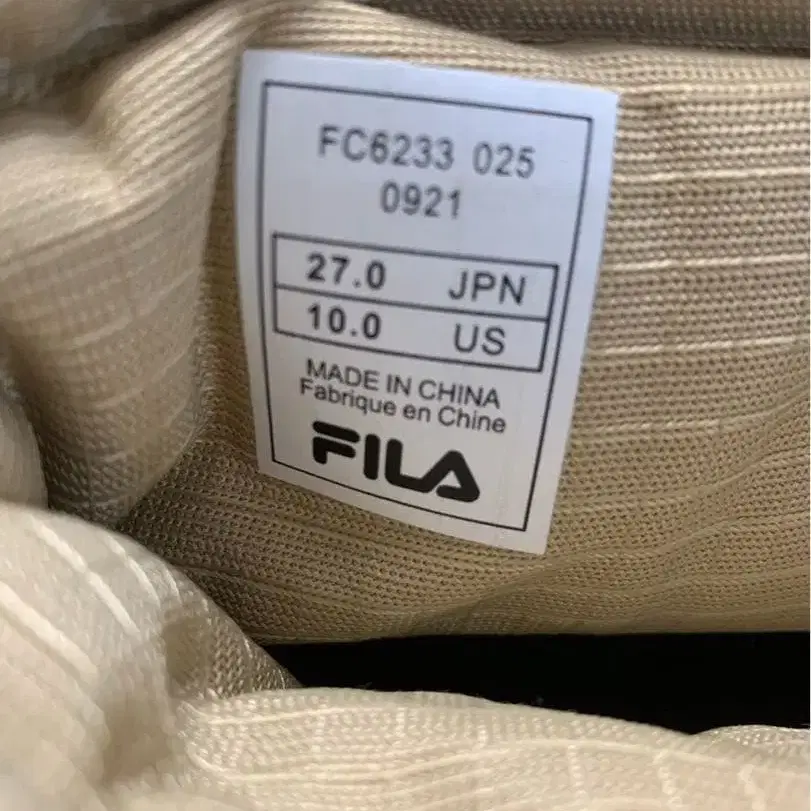 FC6233 025
0921
27.0 JPN
10.0 US
MADE IN CHINA
Fabrique en Chine
FILA